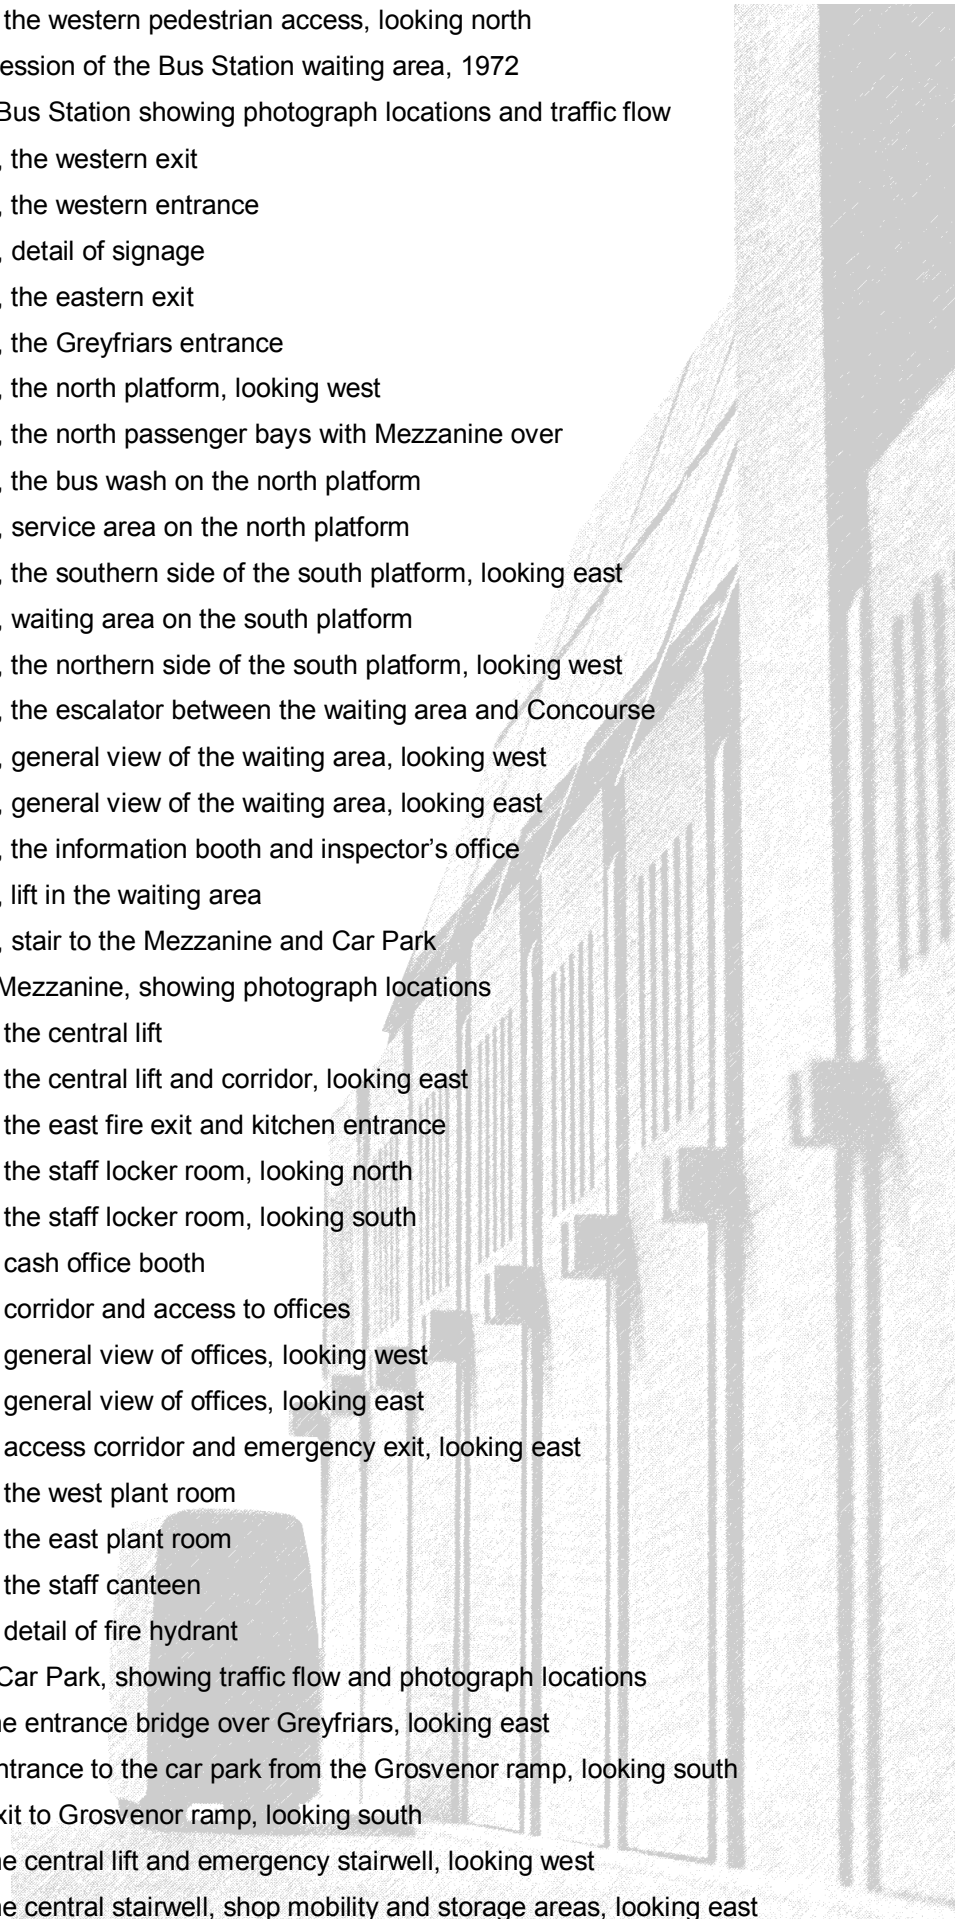 the western pedestrian access, looking north
ession of the Bus Station waiting area, 1972
Bus Station showing photograph locations and traffic flow
, the western exit
, the western entrance
, detail of signage
, the eastern exit
, the Greyfriars entrance
, the north platform, looking west
, the north passenger bays with Mezzanine over
, the bus wash on the north platform
, service area on the north platform
, the southern side of the south platform, looking east
, waiting area on the south platform
, the northern side of the south platform, looking west
, the escalator between the waiting area and Concourse
, general view of the waiting area, looking west
, general view of the waiting area, looking east
, the information booth and inspector’s office
, lift in the waiting area
, stair to the Mezzanine and Car Park
Mezzanine, showing photograph locations
the central lift
the central lift and corridor, looking east
the east fire exit and kitchen entrance
the staff locker room, looking north
the staff locker room, looking south
cash office booth
corridor and access to offices
general view of offices, looking west
general view of offices, looking east
access corridor and emergency exit, looking east
the west plant room
the east plant room
the staff canteen
detail of fire hydrant
Car Park, showing traffic flow and photograph locations
e entrance bridge over Greyfriars, looking east
ntrance to the car park from the Grosvenor ramp, looking south
xit to Grosvenor ramp, looking south
e central lift and emergency stairwell, looking west
e central stairwell, shop mobility and storage areas, looking east